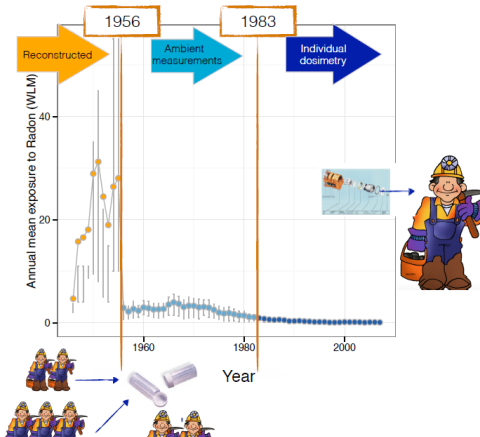 1956
1983
Reconstructed
Ambient
measurements
Individual
dosimetry
Annual mean exposure to Radon (WLM)
40
20
0
1960
1980
2000
Year